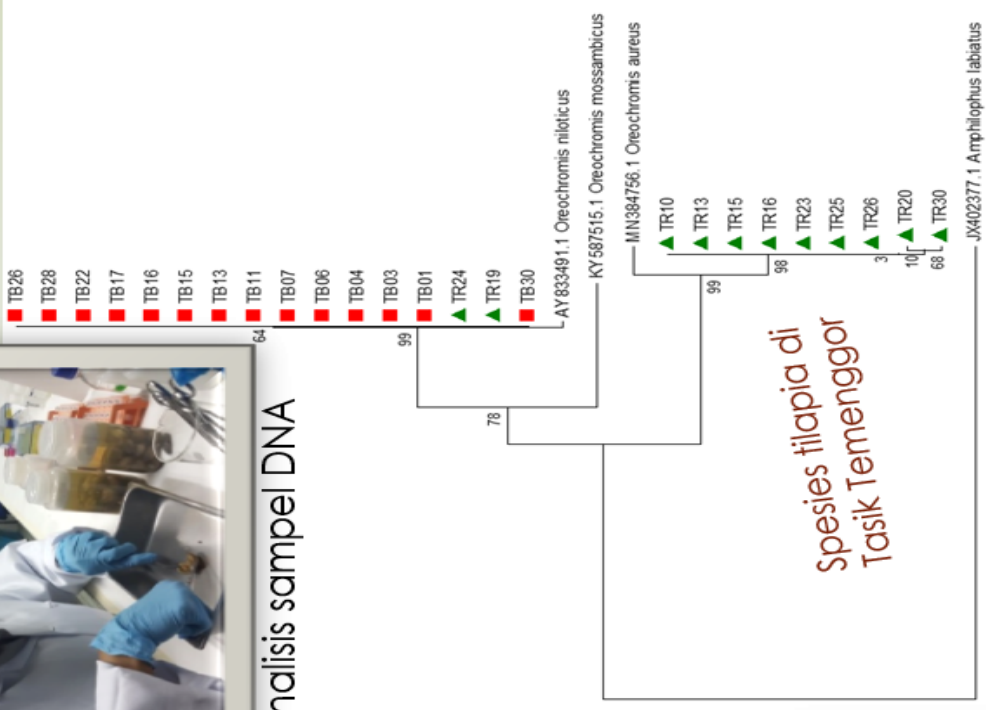 TB26
TB28
TB22
TB17
TB16
TB15
TB13
TB11
TB07
TB06
TB04
TB03
TB01
TR24
TR19
TB30
AY833491.1 Oreochromis niloticus
KY587515.1 Oreochromis mossambicus
MN384756.1 Oreochromis aureus
TR10
TR13
TR15
TR16
TR23
TR25
TR26
TR20
TR30
JX402377.1 Amphilophus labiatus
64
99
78
99
98
3
10
68
nalisis sampel DNA
Spesies tilapia di
Tasik Temenggor